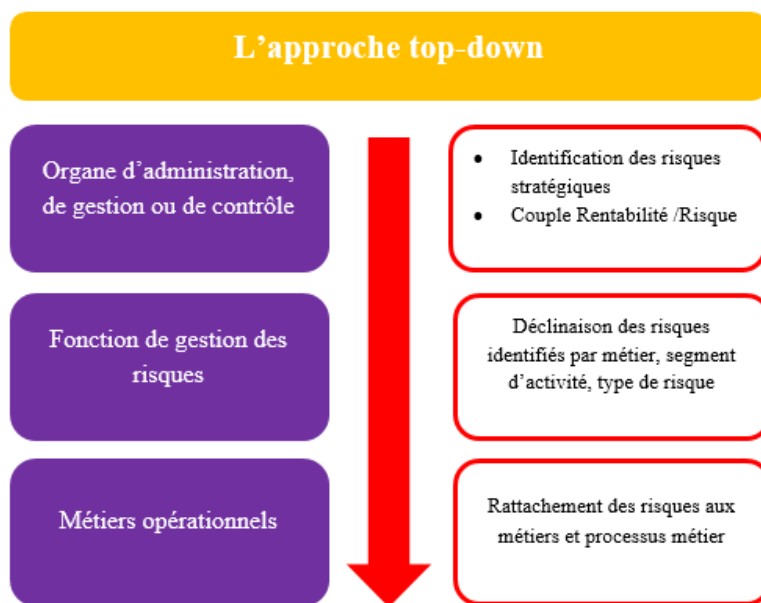 L’approche top-down
Organe d’administration,
de gestion ou de contrôle
• Identification des risques
stratégiques
• Couple Rentabilité /Risque
Fonction de gestion des
risques
Déclinaison des risques
identifiés par métier, segment
d’activité, type de risque
Métiers opérationnels
Rattachement des risques aux
métiers et processus métier